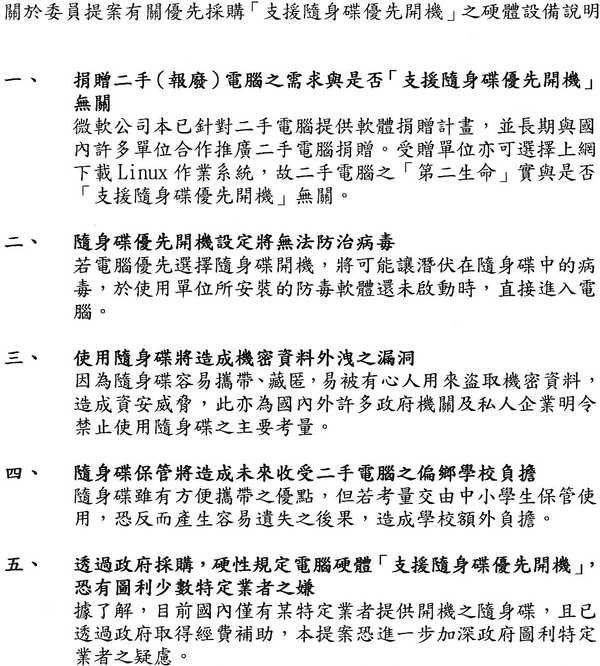 關於委員提案有關優先採購「支援隨身碟優先開機」之硬體設備說明
一、 捐贈二手(報廢)電腦之需求與是否「支援隨身碟優先開機」
無關
微軟公司本已針對二手電腦提供軟體捐贈計畫，並長期與國
內許多單位合作推廣二手電腦捐贈。受贈單位亦可選擇上網
下載 Linux 作業系統，故二手電腦之「第二生命」實與是否
「支援隨身碟優先開機」無關。
二、 隨身碟優先開機設定將無法防治病毒
若電腦優先選擇隨身碟開機，將可能讓潛伏在隨身碟中的病
毒，於使用單位所安裝的防毒軟體還未啟動時，直接進入電
腦。
三、 使用隨身碟將造成機密資料外洩之漏洞
因為隨身碟容易攜帶、藏匿，易被有心人用來盜取機密資料，
造成資安威脅，此亦為國內外許多政府機關及私人企業明令
禁止使用隨身碟之主要考量。
四、 隨身碟保管將造成未來收受二手電腦之偏鄉學校負擔
隨身碟雖有方便攜帶之優點，但若考量交由中小學生保管使
用，恐反而產生容易遺失之後果，造成學校額外負擔。
五、 透過政府採購，硬性規定電腦硬體「支援隨身碟優先開機」，
恐有圖利少數特定業者之嫌
據了解，目前國內僅有某特定業者提供開機之隨身碟，且已
透過政府取得經費補助，本提案恐進一步加深政府圖利特定
業者之疑慮。